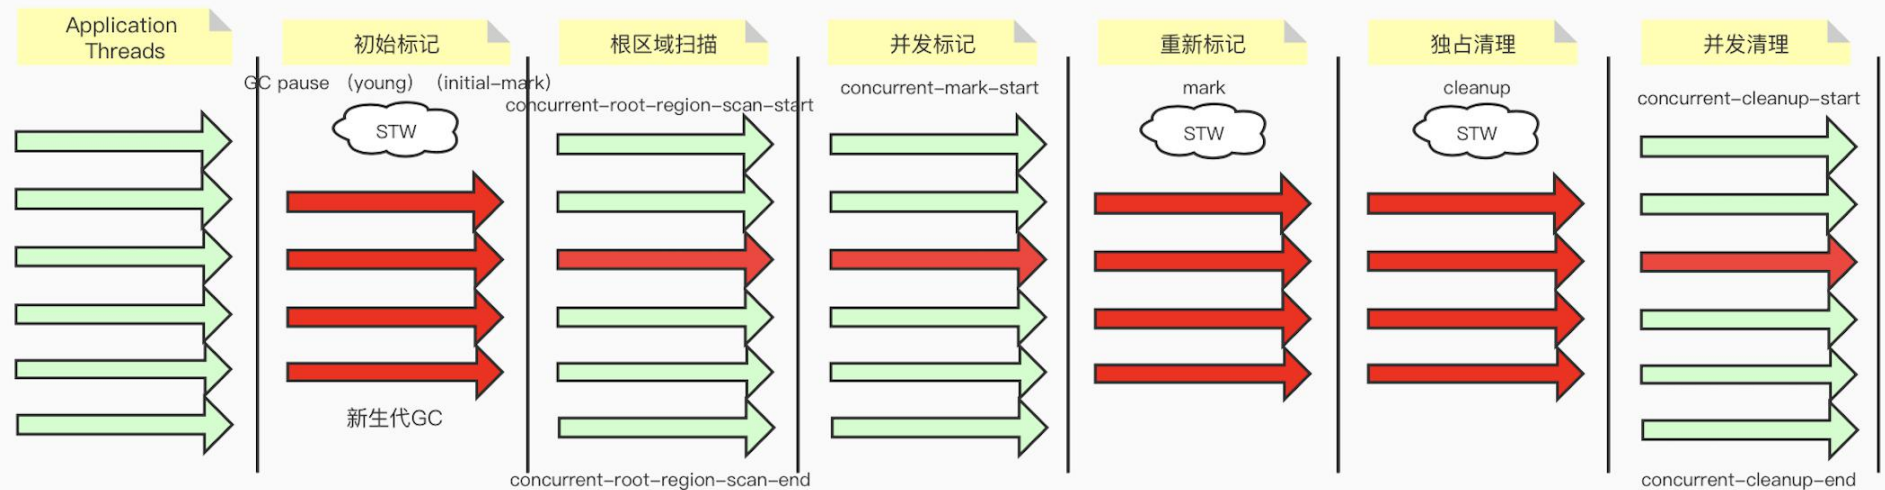 Application
Threads
初始标记
GC pause （young） （initial-mark）
STW
新生代GC
根区域扫描
concurrent-root-region-scan-start
concurrent-root-region-scan-end
并发标记
concurrent-mark-start
重新标记
mark
STW
独占清理
cleanup
STW
并发清理
concurrent-cleanup-start
concurrent-cleanup-end